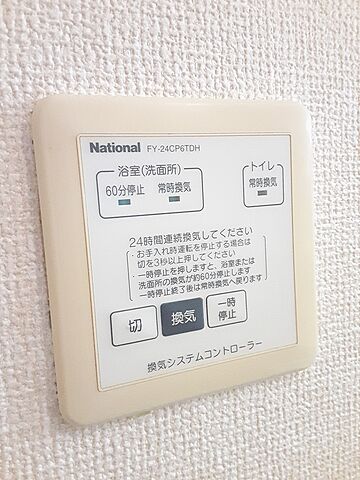 National FY-24CP6TDH
浴室(洗面所)
60分停止 常時換気
トイレ
常時換気
24時間連続換気してください
・お手入れ時運転を停止する場合は
切を3秒以上押してください
・一時停止を押しますと、浴室または
洗面所の換気が約60分停止します
一時停止終了後は常時換気へ戻ります
切 換気 一時
停止
換気システムコントローラー